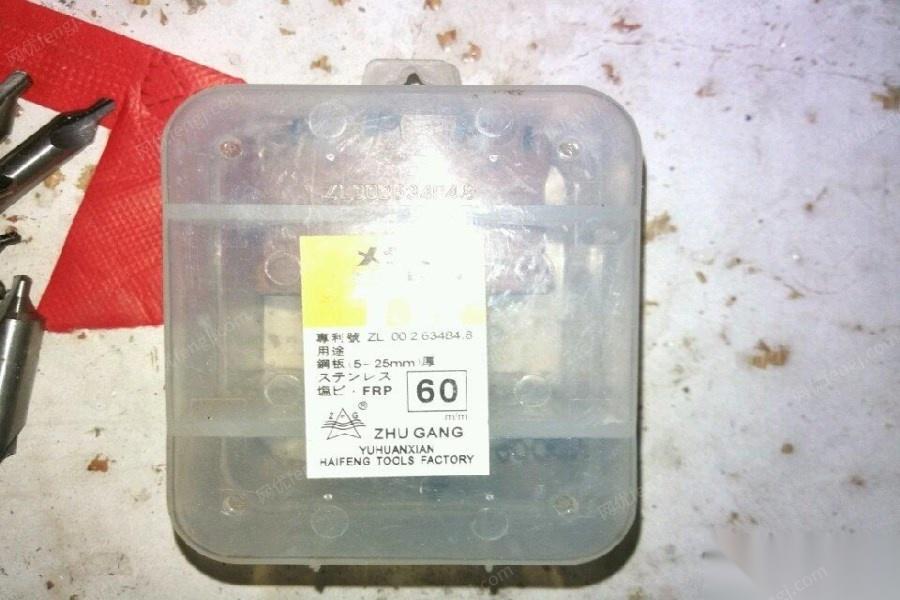 專利號 ZL 00 2 63484.8
用途
鋼板(5-25mm)厚
ステンレス
塩ビ・FRP 60
m/m
Z G ®
ZHU GANG
YUHUANXIAN
HAIFENG TOOLS FACTORY